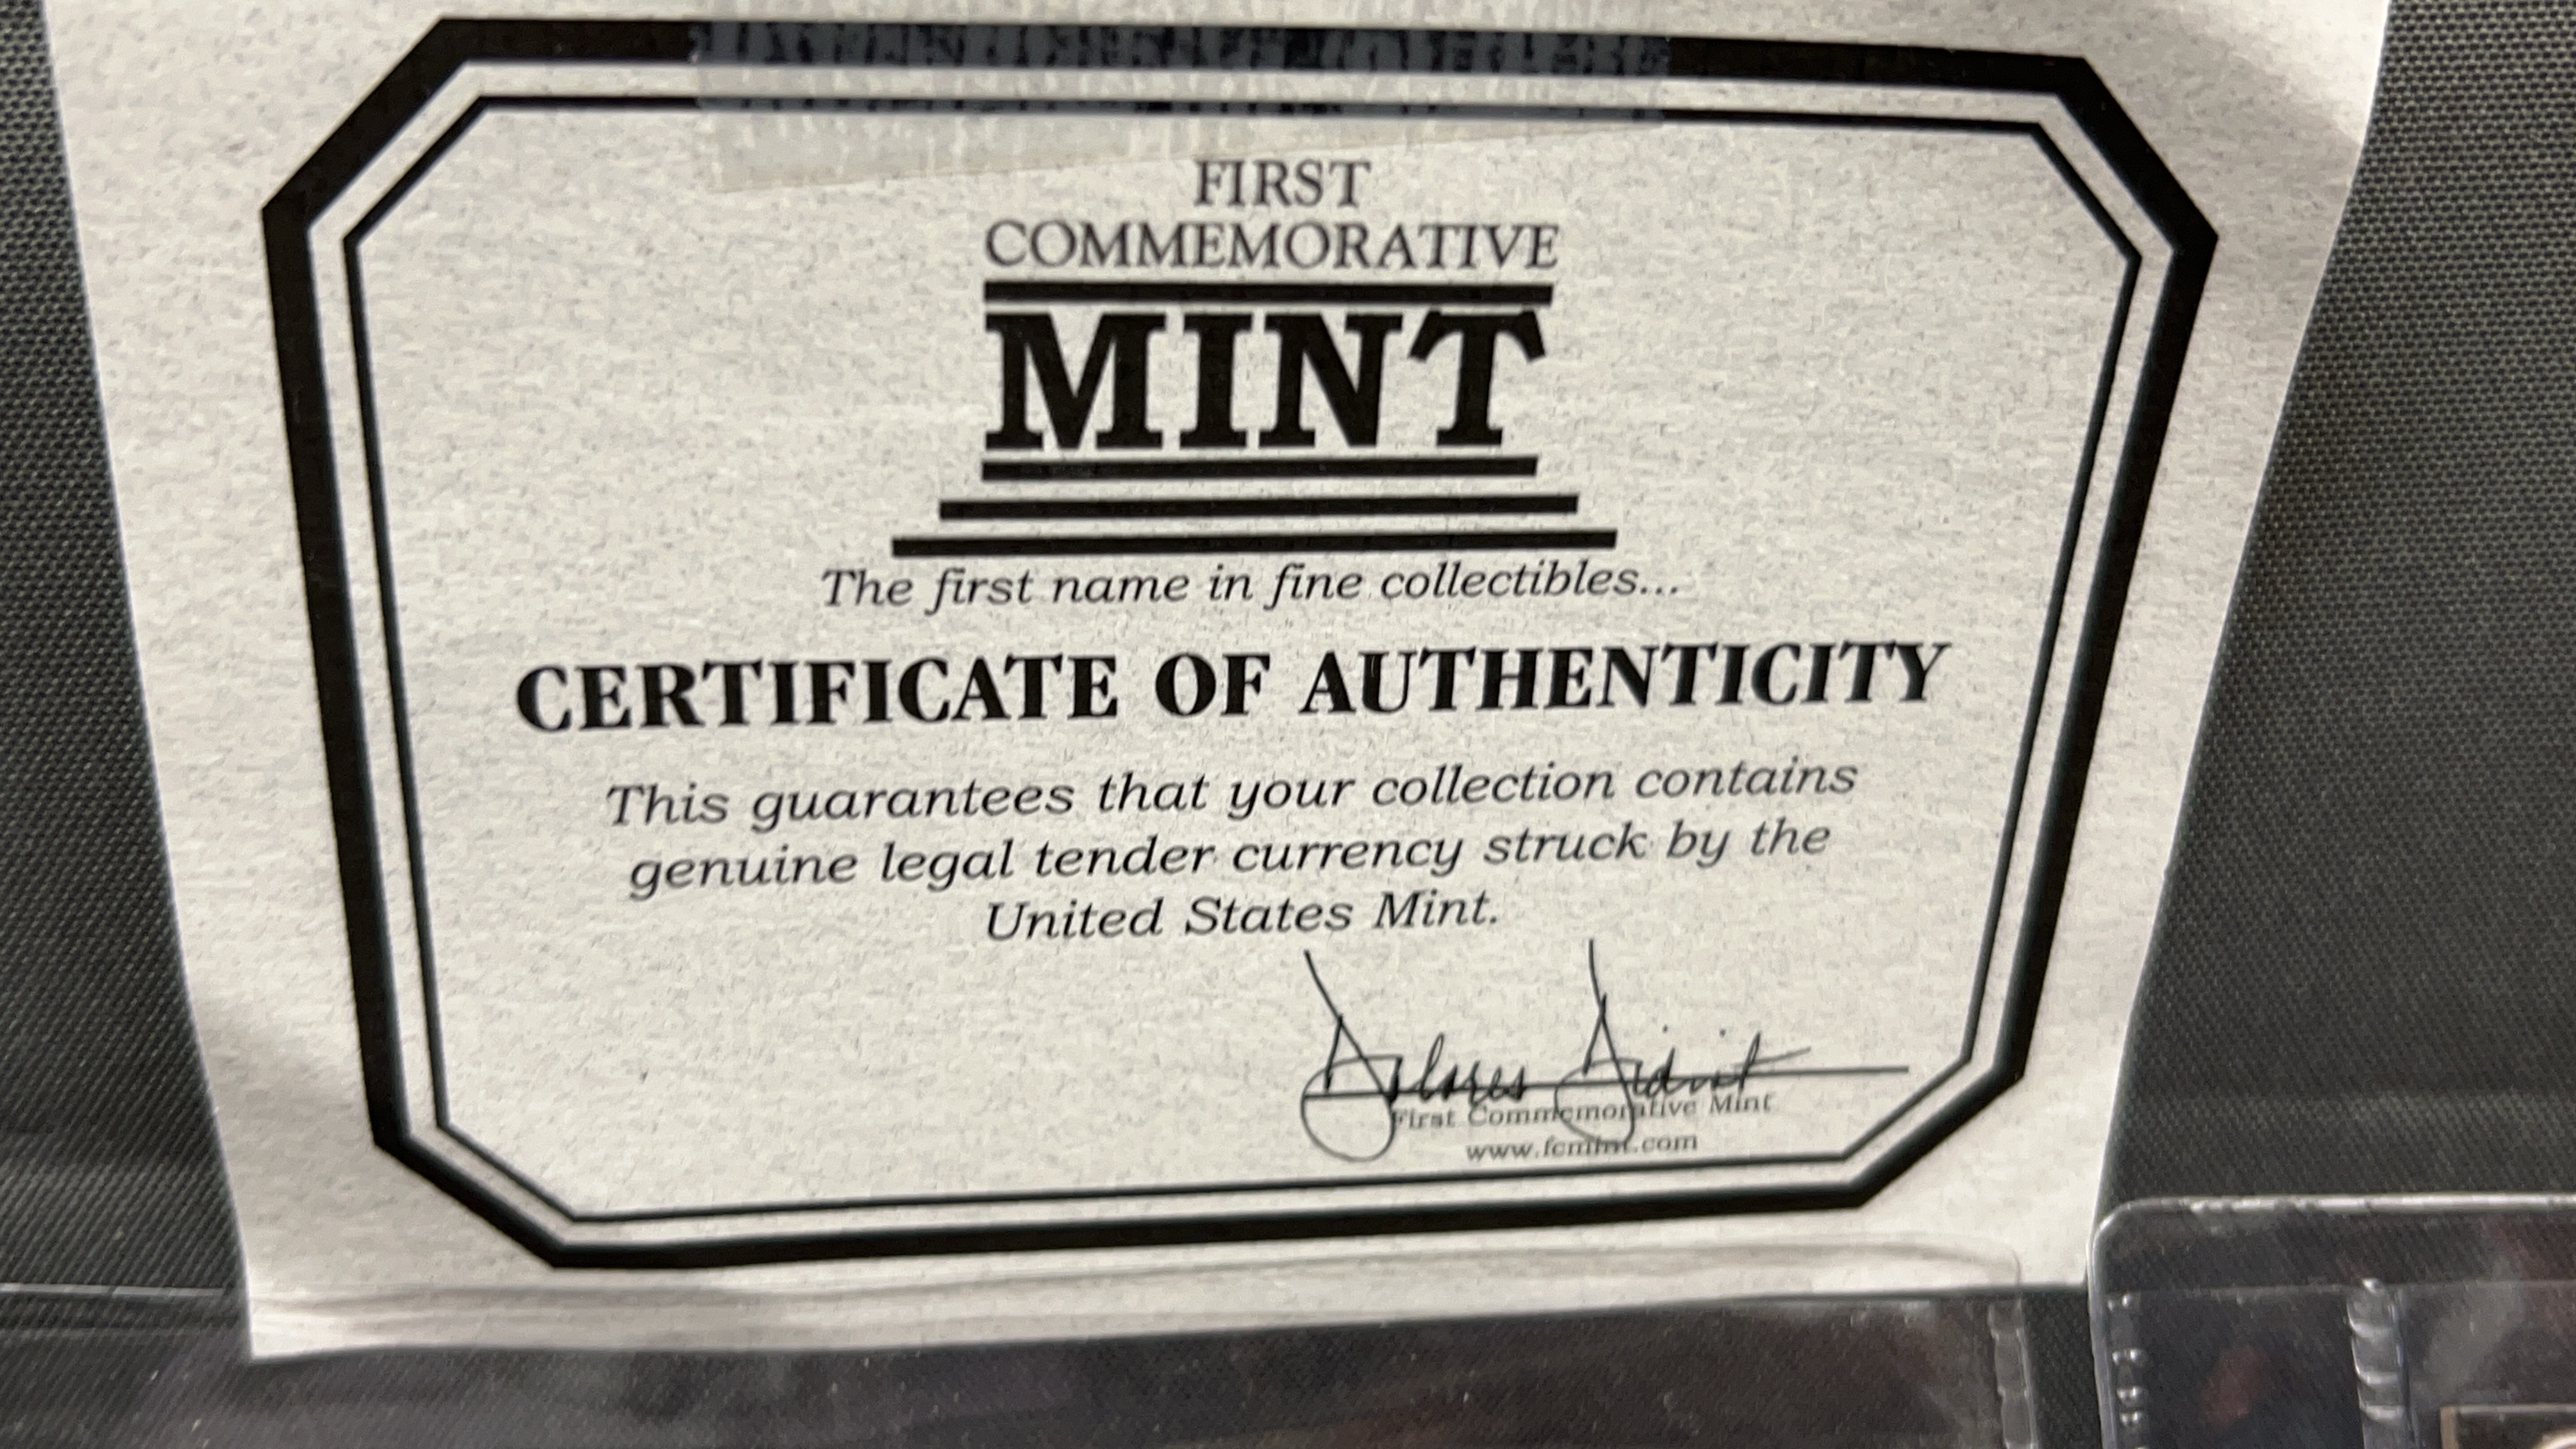 FIRST
COMMEMORATIVE
MINT
The first name in fine collectibles...
CERTIFICATE OF AUTHENTICITY
This guarantees that your collection contains
genuine legal tender currency struck by the
United States Mint.
First Commemorative Mint
www.fcmint.com